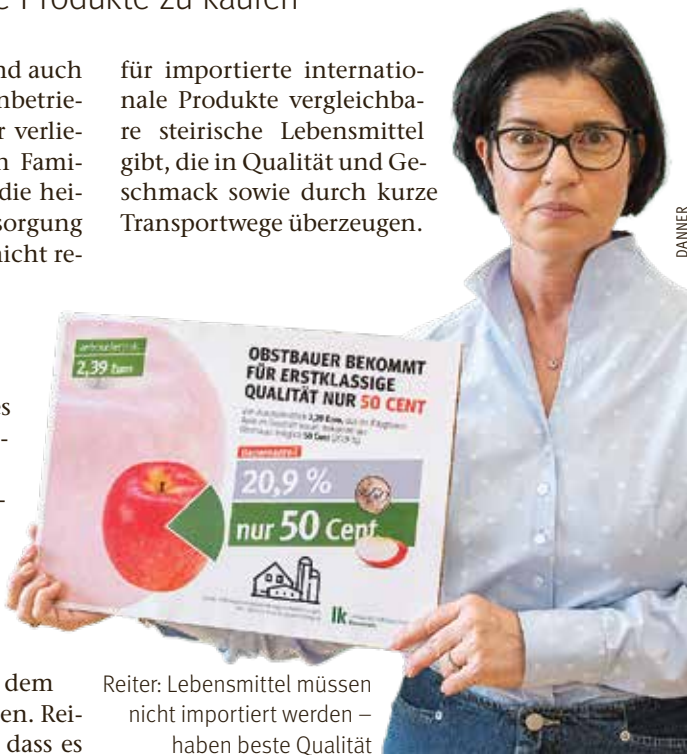 e Produkte zu kaufen
nd auch
nbetrie-
r verlie-
n Fami-
die hei-
sorgung
nicht re-
es
-
-
dem
en. Rei-
dass es
für importierte internatio-
nale Produkte vergleichba-
re steirische Lebensmittel
gibt, die in Qualität und Ge-
schmack sowie durch kurze
Transportwege überzeugen.
DANNER
2,39 Euro
OBSTBAUER BEKOMMT
FÜR ERSTKLASSIGE
QUALITÄT NUR 50 CENT
20,9 %
nur 50 Cent
lk
Reiter: Lebensmittel müssen
nicht importiert werden –
haben beste Qualität